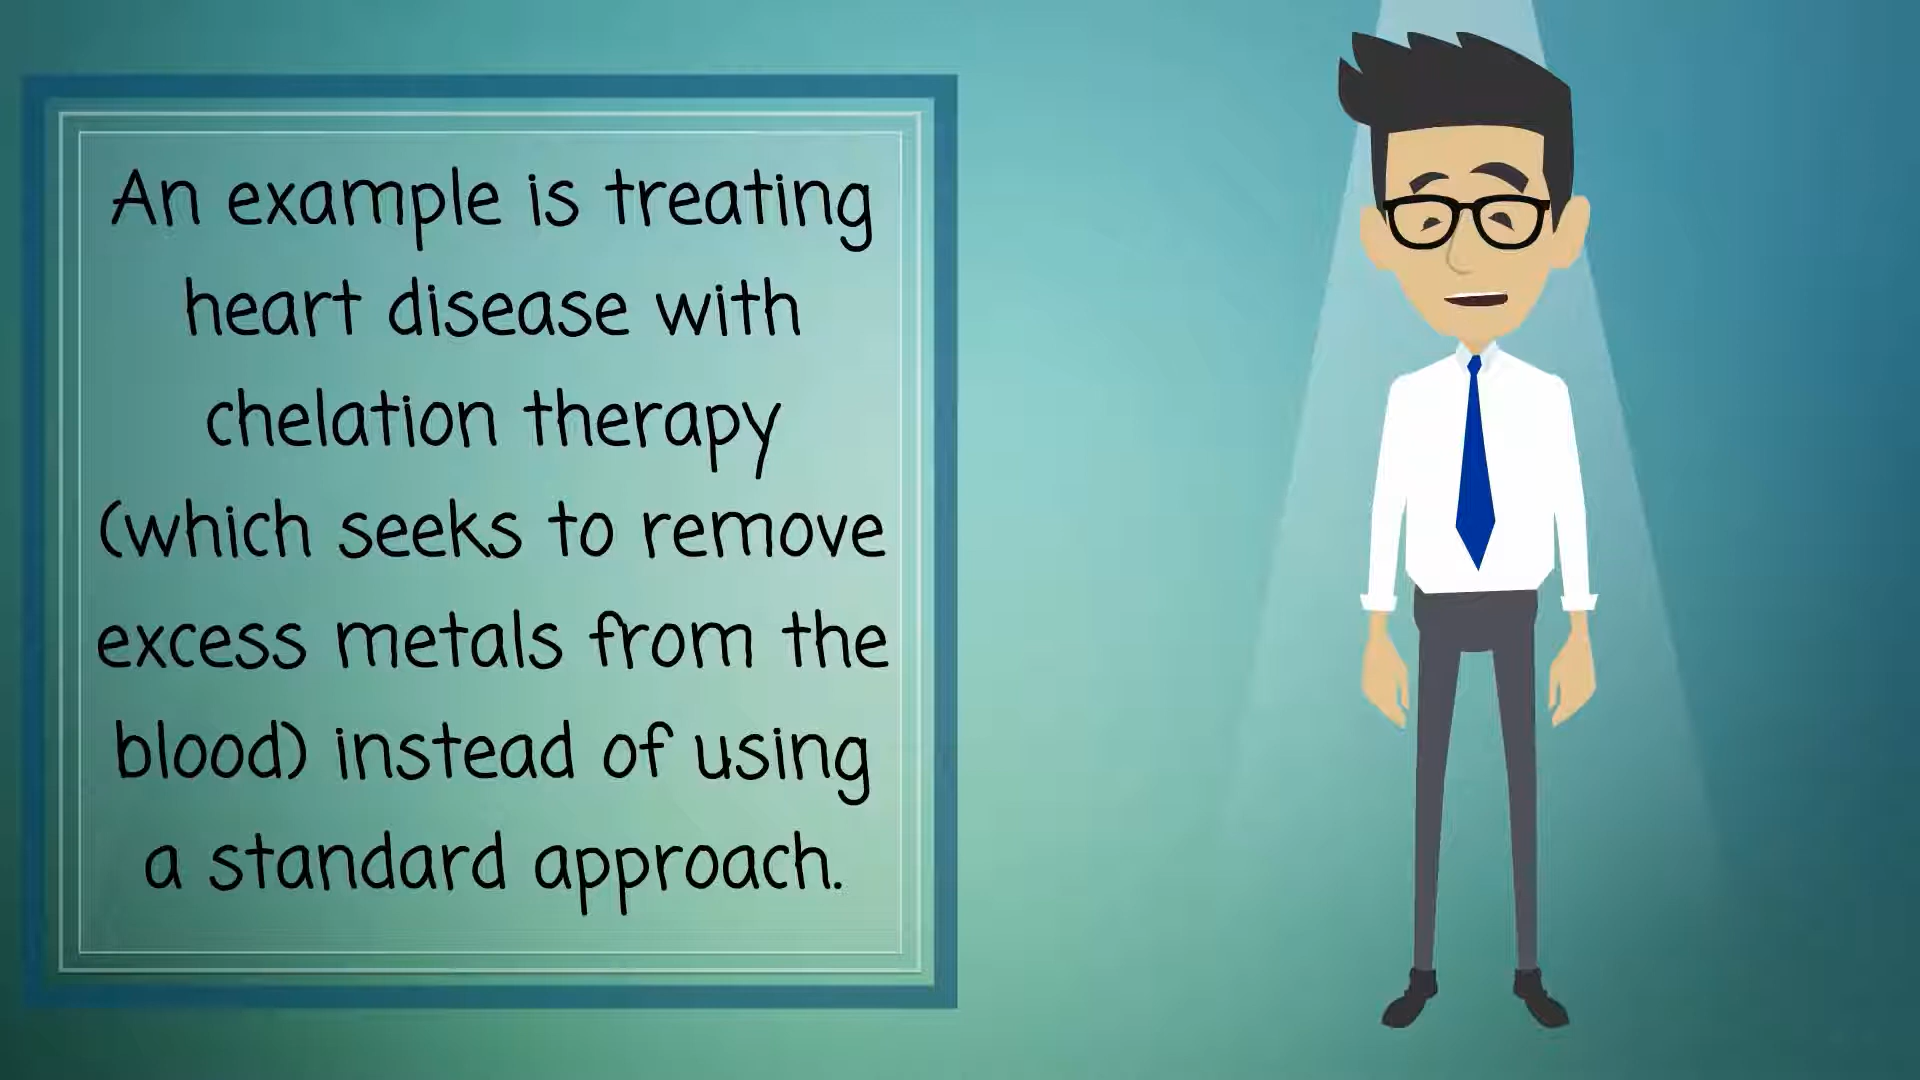 An example is treating
heart disease with
chelation therapy
(which seeks to remove
excess metals from the
blood) instead of using
a standard approach.